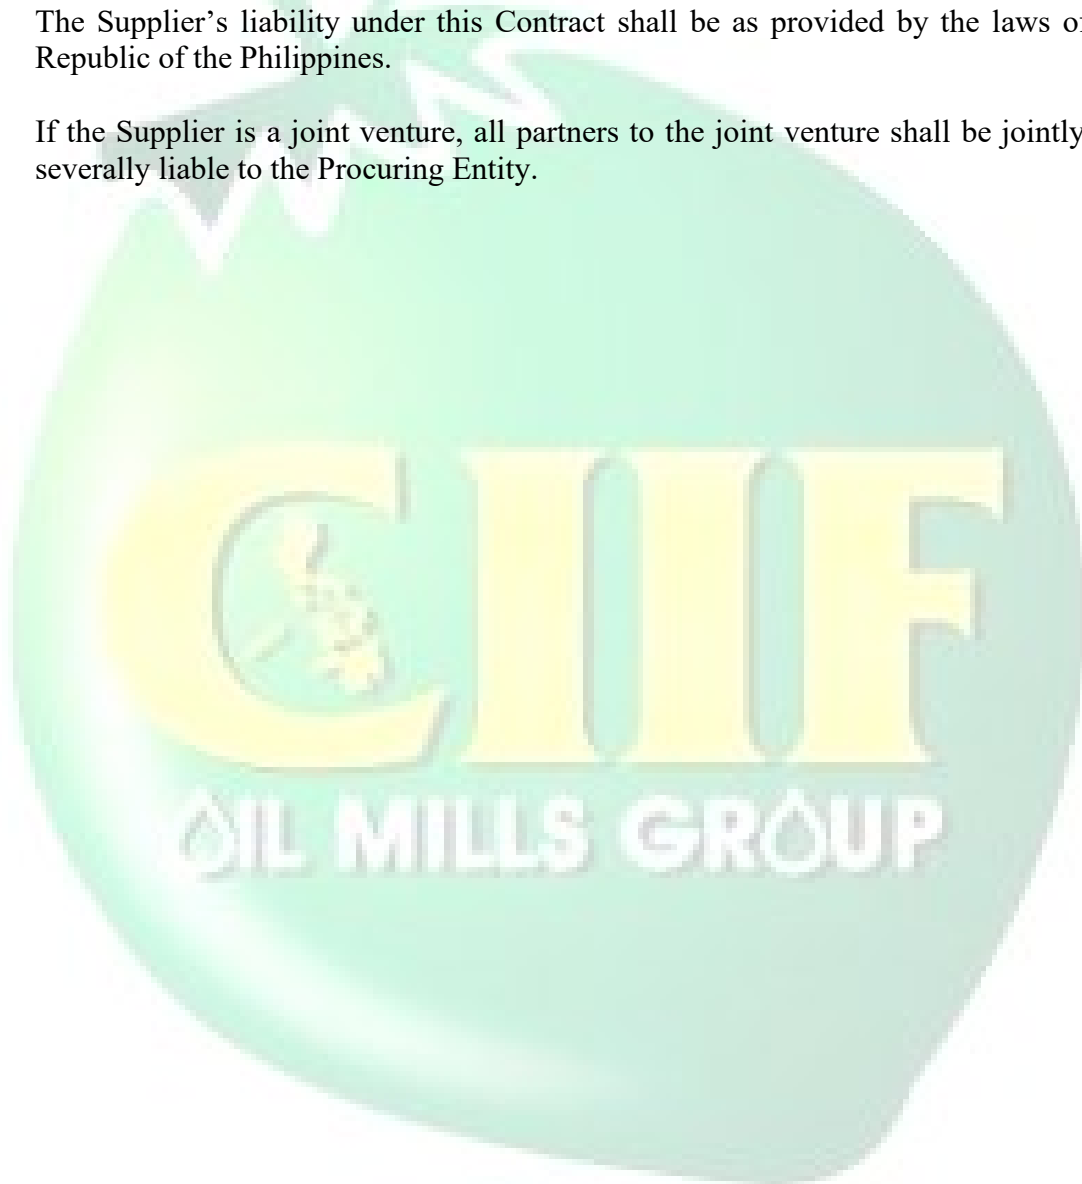 The Supplier’s liability under this Contract shall be as provided by the laws of
Republic of the Philippines.
If the Supplier is a joint venture, all partners to the joint venture shall be jointly
severally liable to the Procuring Entity.
CIIF
OIL MILLS GROUP